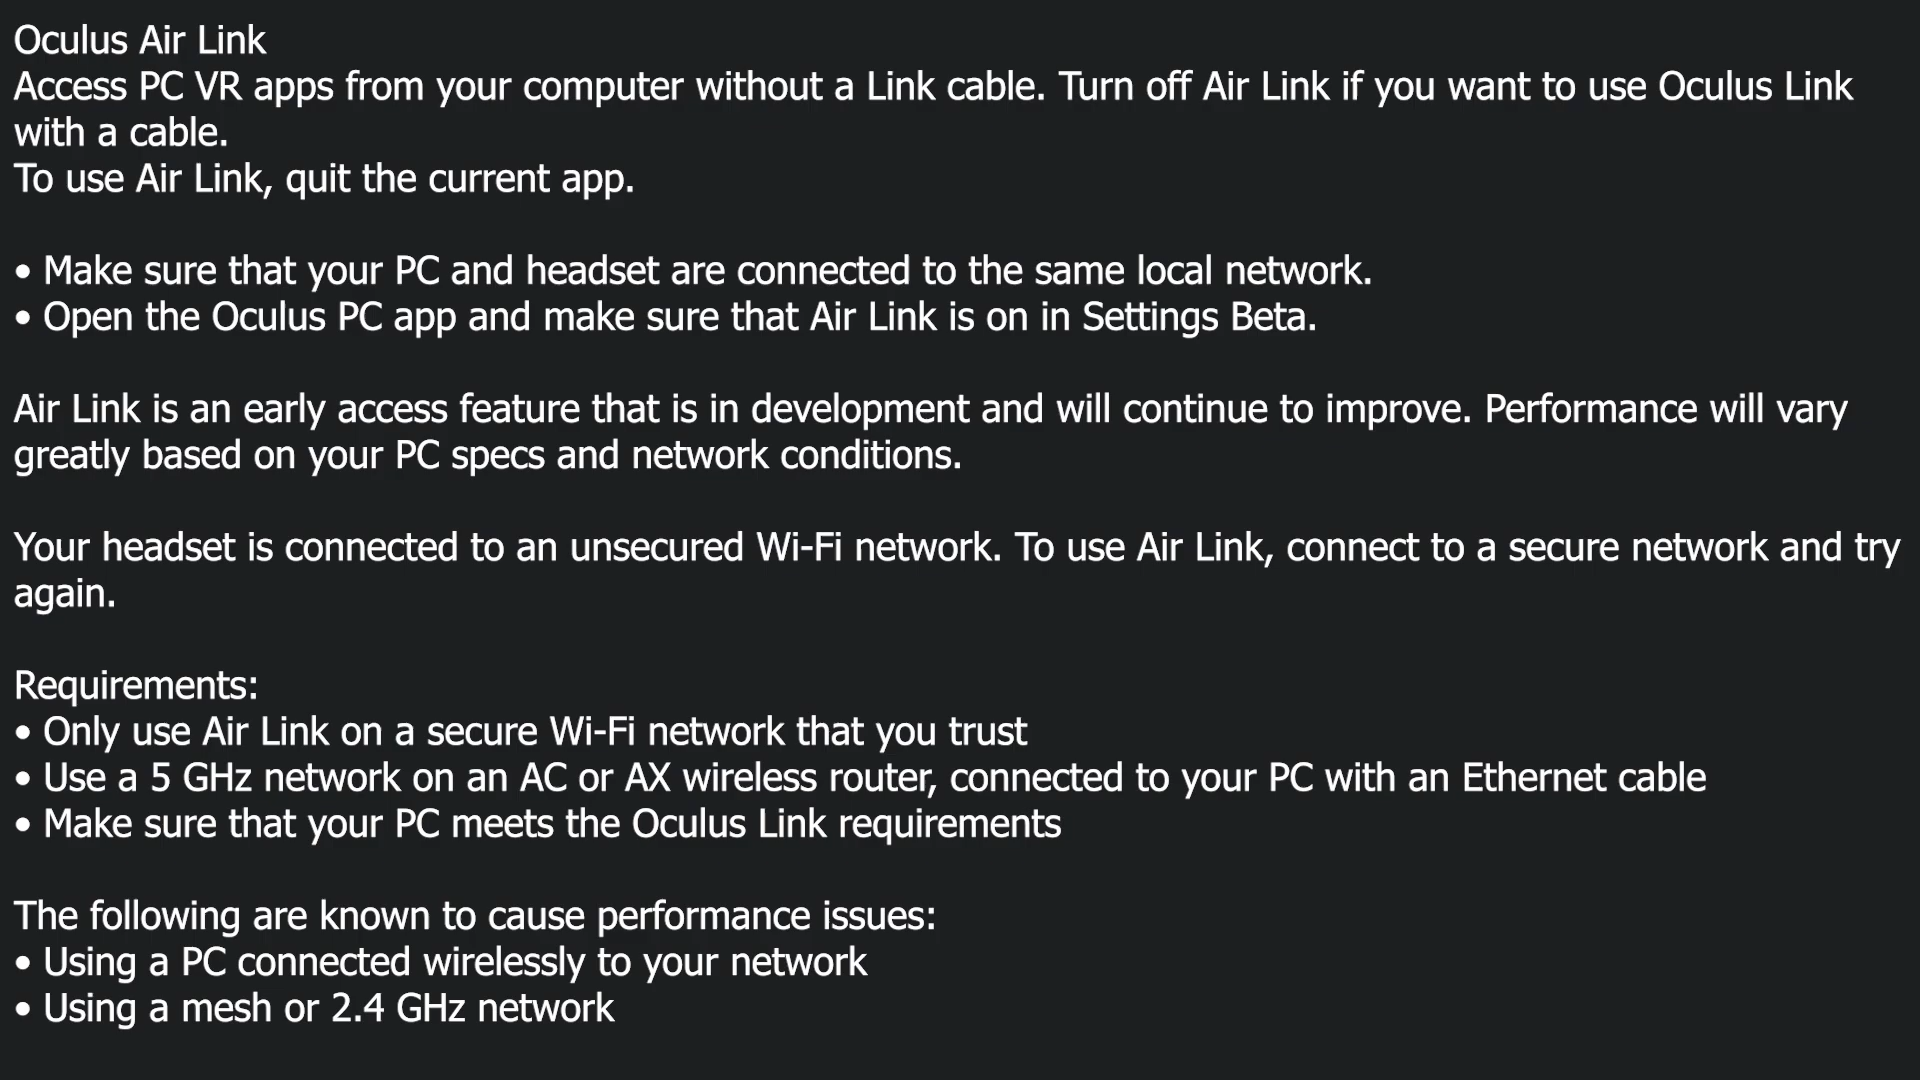 Oculus Air Link
Access PC VR apps from your computer without a Link cable. Turn off Air Link if you want to use Oculus Link
with a cable.
To use Air Link, quit the current app.
• Make sure that your PC and headset are connected to the same local network.
• Open the Oculus PC app and make sure that Air Link is on in Settings Beta.
Air Link is an early access feature that is in development and will continue to improve. Performance will vary
greatly based on your PC specs and network conditions.
Your headset is connected to an unsecured Wi-Fi network. To use Air Link, connect to a secure network and try
again.
Requirements:
• Only use Air Link on a secure Wi-Fi network that you trust
• Use a 5 GHz network on an AC or AX wireless router, connected to your PC with an Ethernet cable
• Make sure that your PC meets the Oculus Link requirements
The following are known to cause performance issues:
• Using a PC connected wirelessly to your network
• Using a mesh or 2.4 GHz network